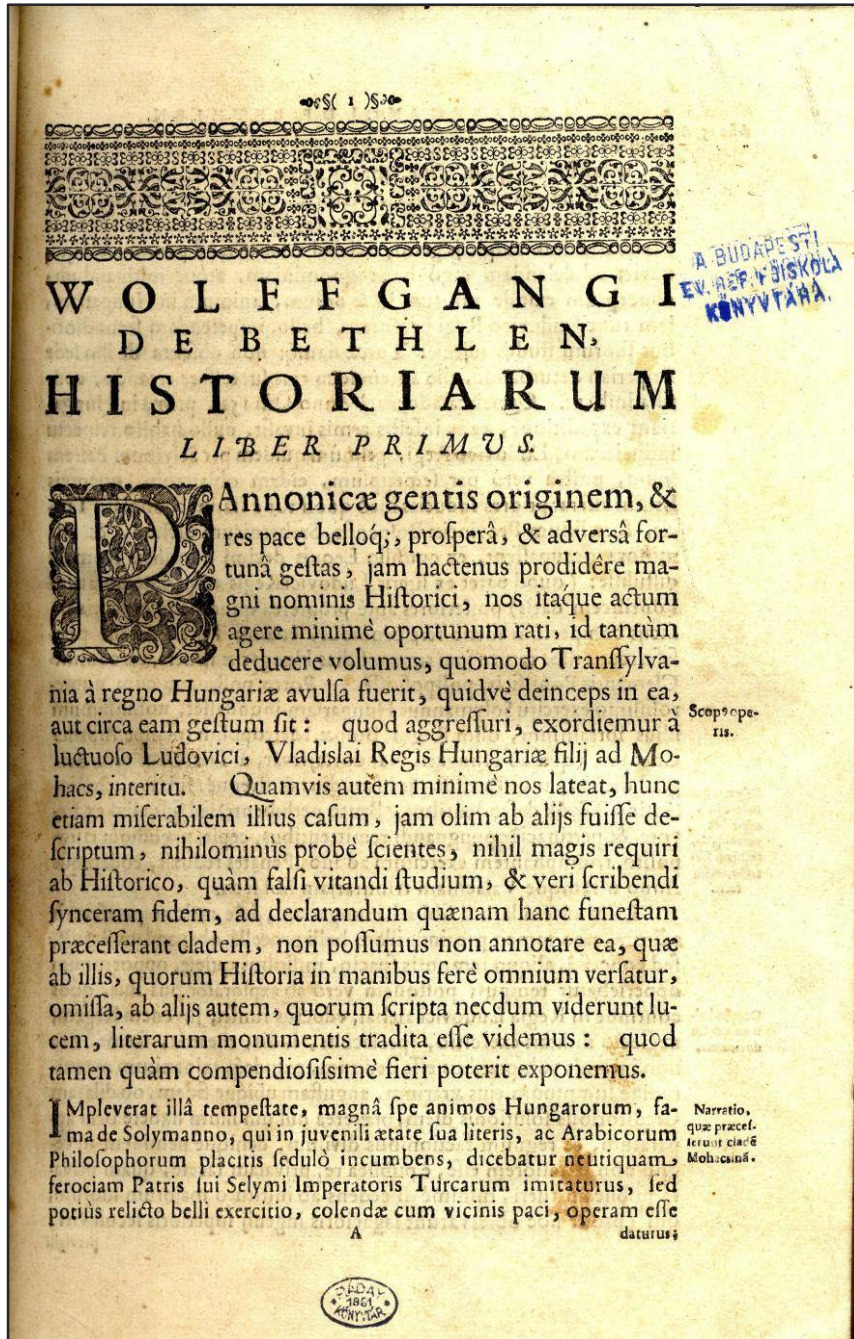 ( 1 )
WOLFFGANGI
DE BETHLEN,
HISTORIARUM
LIBER PRIMUS.
PAnnonicæ gentis originem, &
res pace belloq́;, proſperâ, & adversâ for-
tunâ geſtas, jam hactenus prodidêre ma-
gni nominis Hiſtorici, nos itáque actum
agere minimè oportunum rati, id tantùm
deducere volumus, quomodo Tranſſylva-
nia à regno Hungariæ avulſa fuerit, quidvè deinceps in ea,
aut circa eam geſtum ſit: quod aggreſſuri, exordiemur à
luctuoſo Ludovici, Vladislai Regis Hungariæ filij ad Mo-
hacs, interitu. Quamvis autem minimè nos lateat, hunc
etiam miſerabilem illius caſum, jam olim ab alijs fuiſſe de-
ſcriptum, nihilominùs probè ſcientes, nihil magis requiri
ab Hiſtorico, quàm falſi vitandi ſtudium, & veri ſcribendi
ſynceram fidem, ad declarandum quænam hanc funeſtam
præceſſerant cladem, non poſſumus non annotare ea, quæ
ab illis, quorum Hiſtoria in manibus ferè omnium verſatur,
omiſſa, ab alijs autem, quorum ſcripta necdum viderunt lu-
cem, literarum monumentis tradita eſſe videmus: quod
tamen quàm compendioſiſsimè fieri poterit exponemus.
IMpleverat illâ tempeſtate, magnâ ſpe animos Hungarorum, fa-
ma de Solymanno, qui in juvenili ætate ſua literis, ac Arabicorum
Philoſophorum placitis ſedulò incumbens, dicebatur neutiquam
ferociam Patris ſui Selymi Imperatoris Turcarum imitaturus, ſed
potiùs relicto belli exercitio, colendæ cum vicinis paci, operam eſſe
A daturus;
Scopꝰ ope-
ris.
Narratio,
quæ præceſ-
ſerunt cladē
Mohacsinā.
A BUDAPESTI
EV. REF. FŐISKOLA
KÖNYVTÁRA.
RÁDAY
1861
KÖNYVTÁR